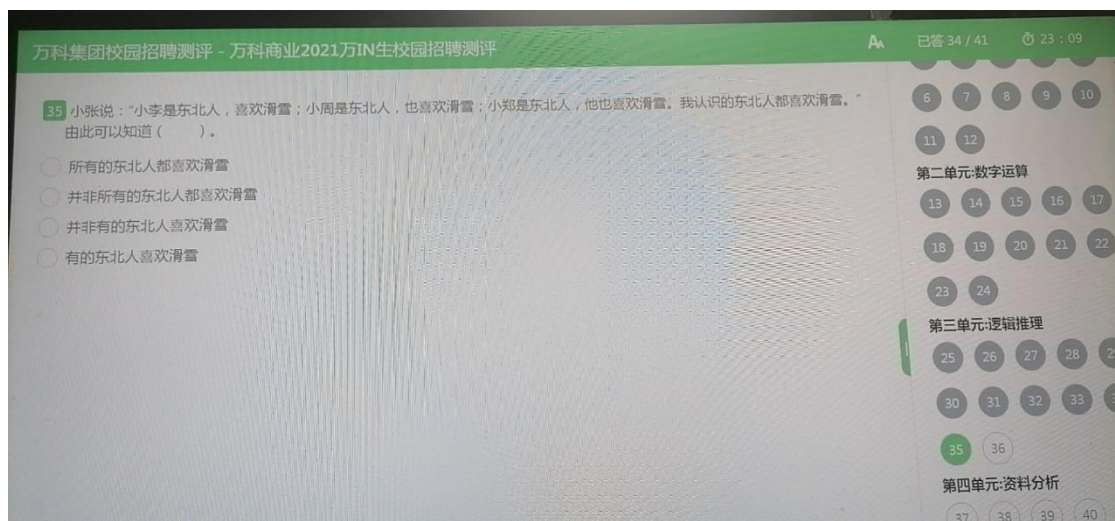 万科集团校园招聘测评 - 万科商业2021万IN生校园招聘测评
已答 34 / 41
23 : 09
35 小张说：“小李是东北人，喜欢滑雪；小周是东北人，也喜欢滑雪；小郑是东北人，他也喜欢滑雪。我认识的东北人都喜欢滑雪。”
由此可以知道（ ）。
所有的东北人都喜欢滑雪
并非所有的东北人都喜欢滑雪
并非有的东北人喜欢滑雪
有的东北人喜欢滑雪
6 7 8 9 10
11 12
第二单元:数字运算
13 14 15 16 17
18 19 20 21 22
23 24
第三单元:逻辑推理
25 26 27 28
30 31 32 33
35 36
第四单元:资料分析
37 38 39 40